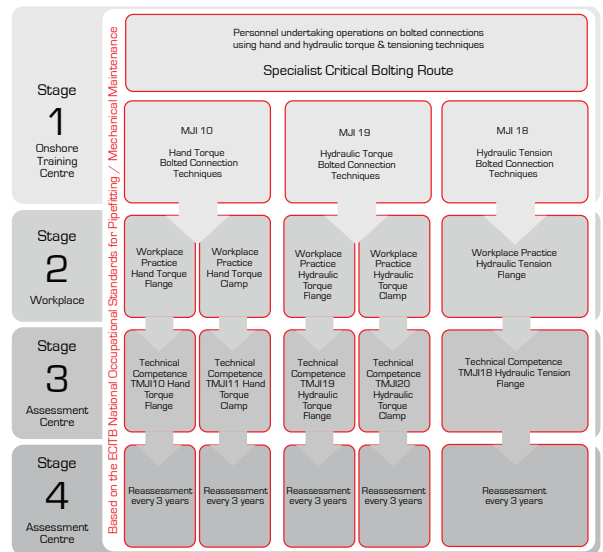 Personnel undertaking operations on bolted connections
using hand and hydraulic torque & tensioning techniques
Specialist Critical Bolting Route
Based on the ECITB National Occupational Standards for Pipefitting / Mechanical Maintenance
Stage
1
Onshore
Training
Centre
MJI 10
Hand Torque
Bolted Connection
Techniques
MJI 19
Hydraulic Torque
Bolted Connection
Techniques
MJI 18
Hydraulic Tension
Bolted Connection
Techniques
Stage
2
Workplace
Workplace
Practice
Hand Torque
Flange
Workplace
Practice
Hand Torque
Clamp
Workplace
Practice
Hydraulic
Torque
Flange
Workplace
Practice
Hydraulic
Torque
Clamp
Workplace Practice
Hydraulic Tension
Flange
Stage
3
Assessment
Centre
Technical
Competence
TMJI10 Hand
Torque
Flange
Technical
Competence
TMJI11 Hand
Torque
Clamp
Technical
Competence
TMJI19
Hydraulic
Torque
Flange
Technical
Competence
TMJI20
Hydraulic
Torque
Clamp
Technical Competence
TMJI18 Hydraulic Tension
Flange
Stage
4
Assessment
Centre
Reassessment
every 3 years
Reassessment
every 3 years
Reassessment
every 3 years
Reassessment
every 3 years
Reassessment
every 3 years